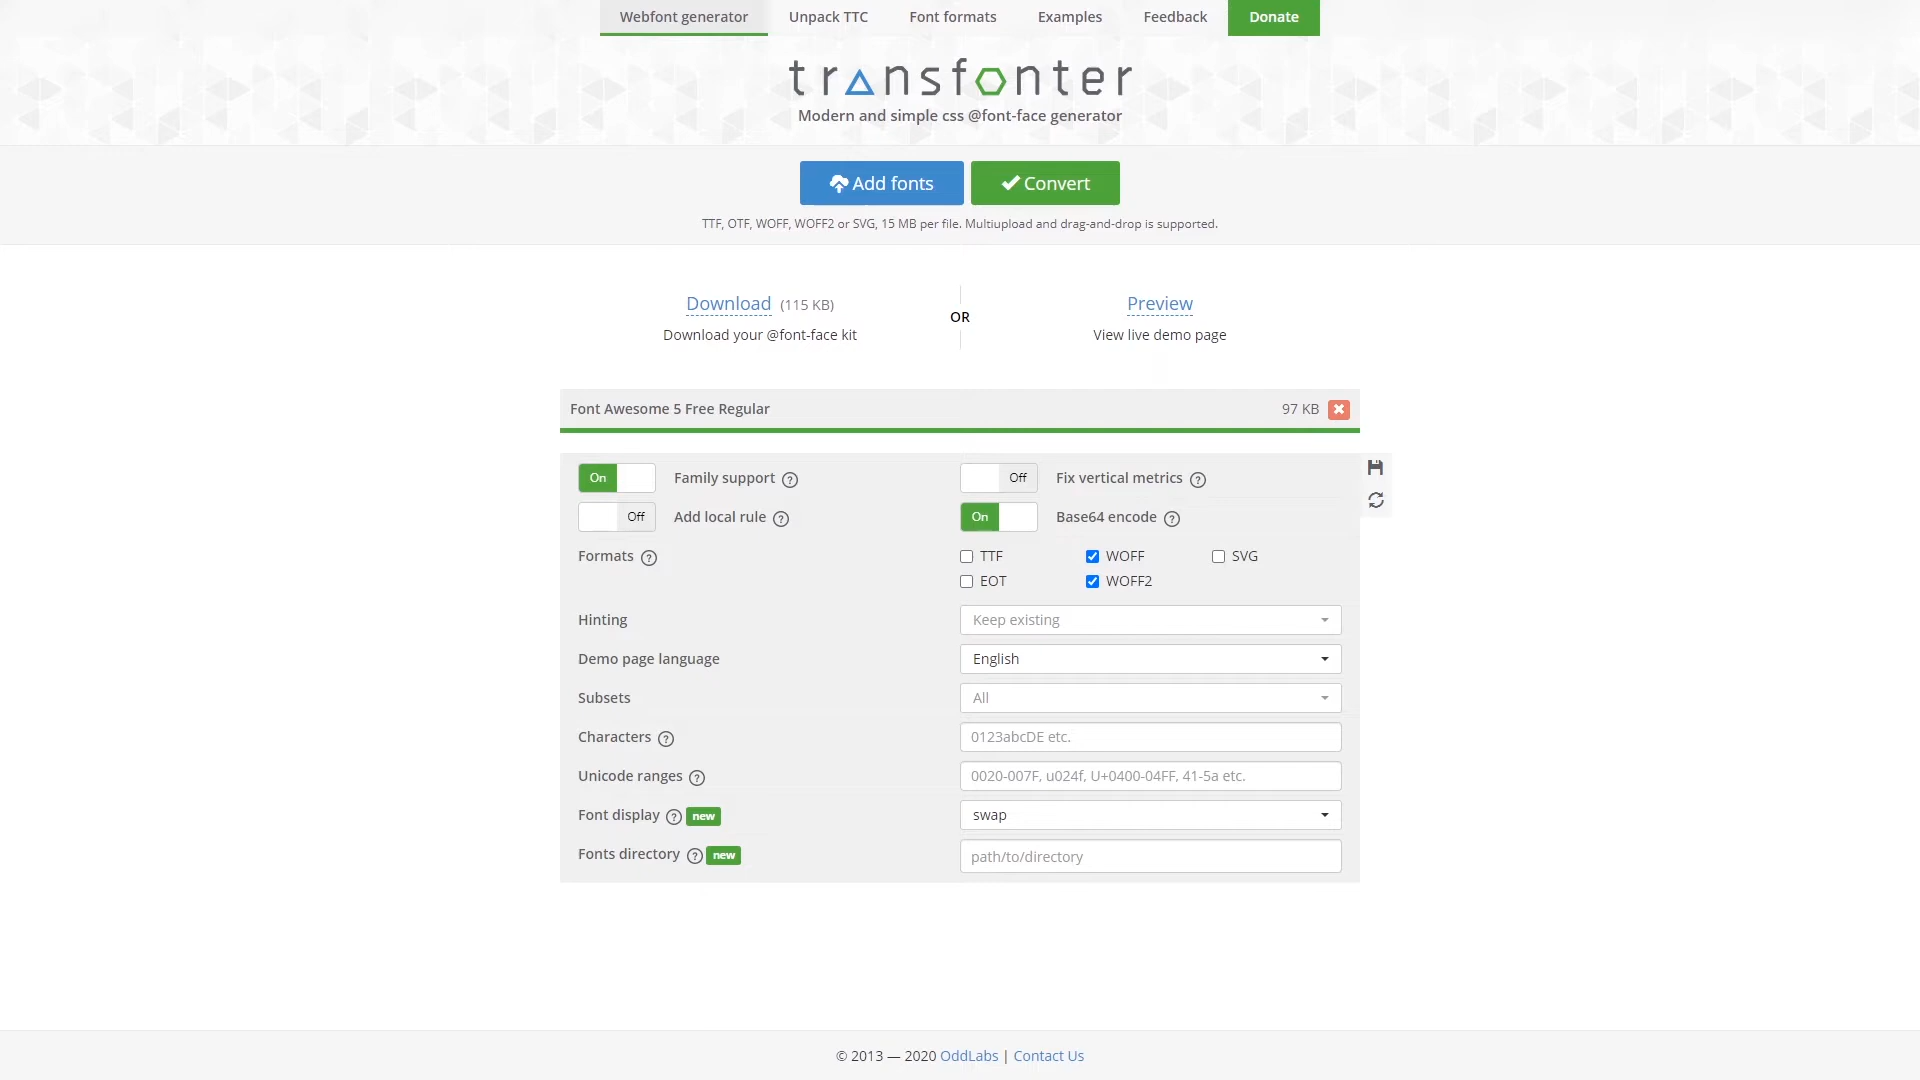 Webfont generator
Unpack TTC
Font formats
Examples
Feedback
Donate
transfonter
Modern and simple css @font-face generator
Add fonts
Convert
TTF, OTF, WOFF, WOFF2 or SVG, 15 MB per file. Multiupload and drag-and-drop is supported.
Download (115 KB)
Download your @font-face kit
OR
Preview
View live demo page
Font Awesome 5 Free Regular
97 KB
On
Family support ?
Off
Fix vertical metrics ?
Off
Add local rule ?
On
Base64 encode ?
Formats ?
TTF
WOFF
SVG
EOT
WOFF2
Hinting
Keep existing
Demo page language
English
Subsets
All
Characters ?
0123abcDE etc.
Unicode ranges ?
0020-007F, u024f, U+0400-04FF, 41-5a etc.
Font display ? new
swap
Fonts directory ? new
path/to/directory
© 2013 — 2020 OddLabs | Contact Us